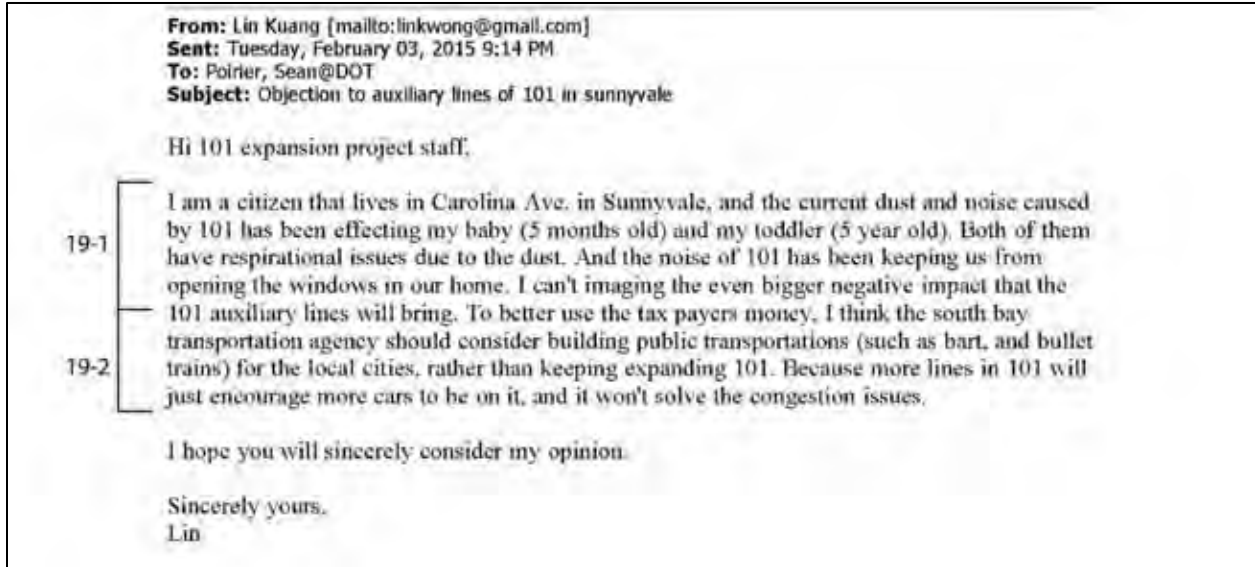 From: Lin Kuang [mailto:linkwong@gmail.com]
Sent: Tuesday, February 03, 2015 9:14 PM
To: Poirier, Sean@DOT
Subject: Objection to auxiliary lines of 101 in sunnyvale
Hi 101 expansion project staff,
I am a citizen that lives in Carolina Ave. in Sunnyvale, and the current dust and noise caused
by 101 has been effecting my baby (5 months old) and my toddler (5 year old). Both of them
19-1
have respirational issues due to the dust. And the noise of 101 has been keeping us from
opening the windows in our home. I can't imaging the even bigger negative impact that the
101 auxiliary lines will bring. To better use the tax payers money, I think the south bay
transportation agency should consider building public transportations (such as bart, and bullet
19-2
trains) for the local cities, rather than keeping expanding 101. Because more lines in 101 will
just encourage more cars to be on it, and it won't solve the congestion issues.
I hope you will sincerely consider my opinion.
Sincerely yours,
Lin